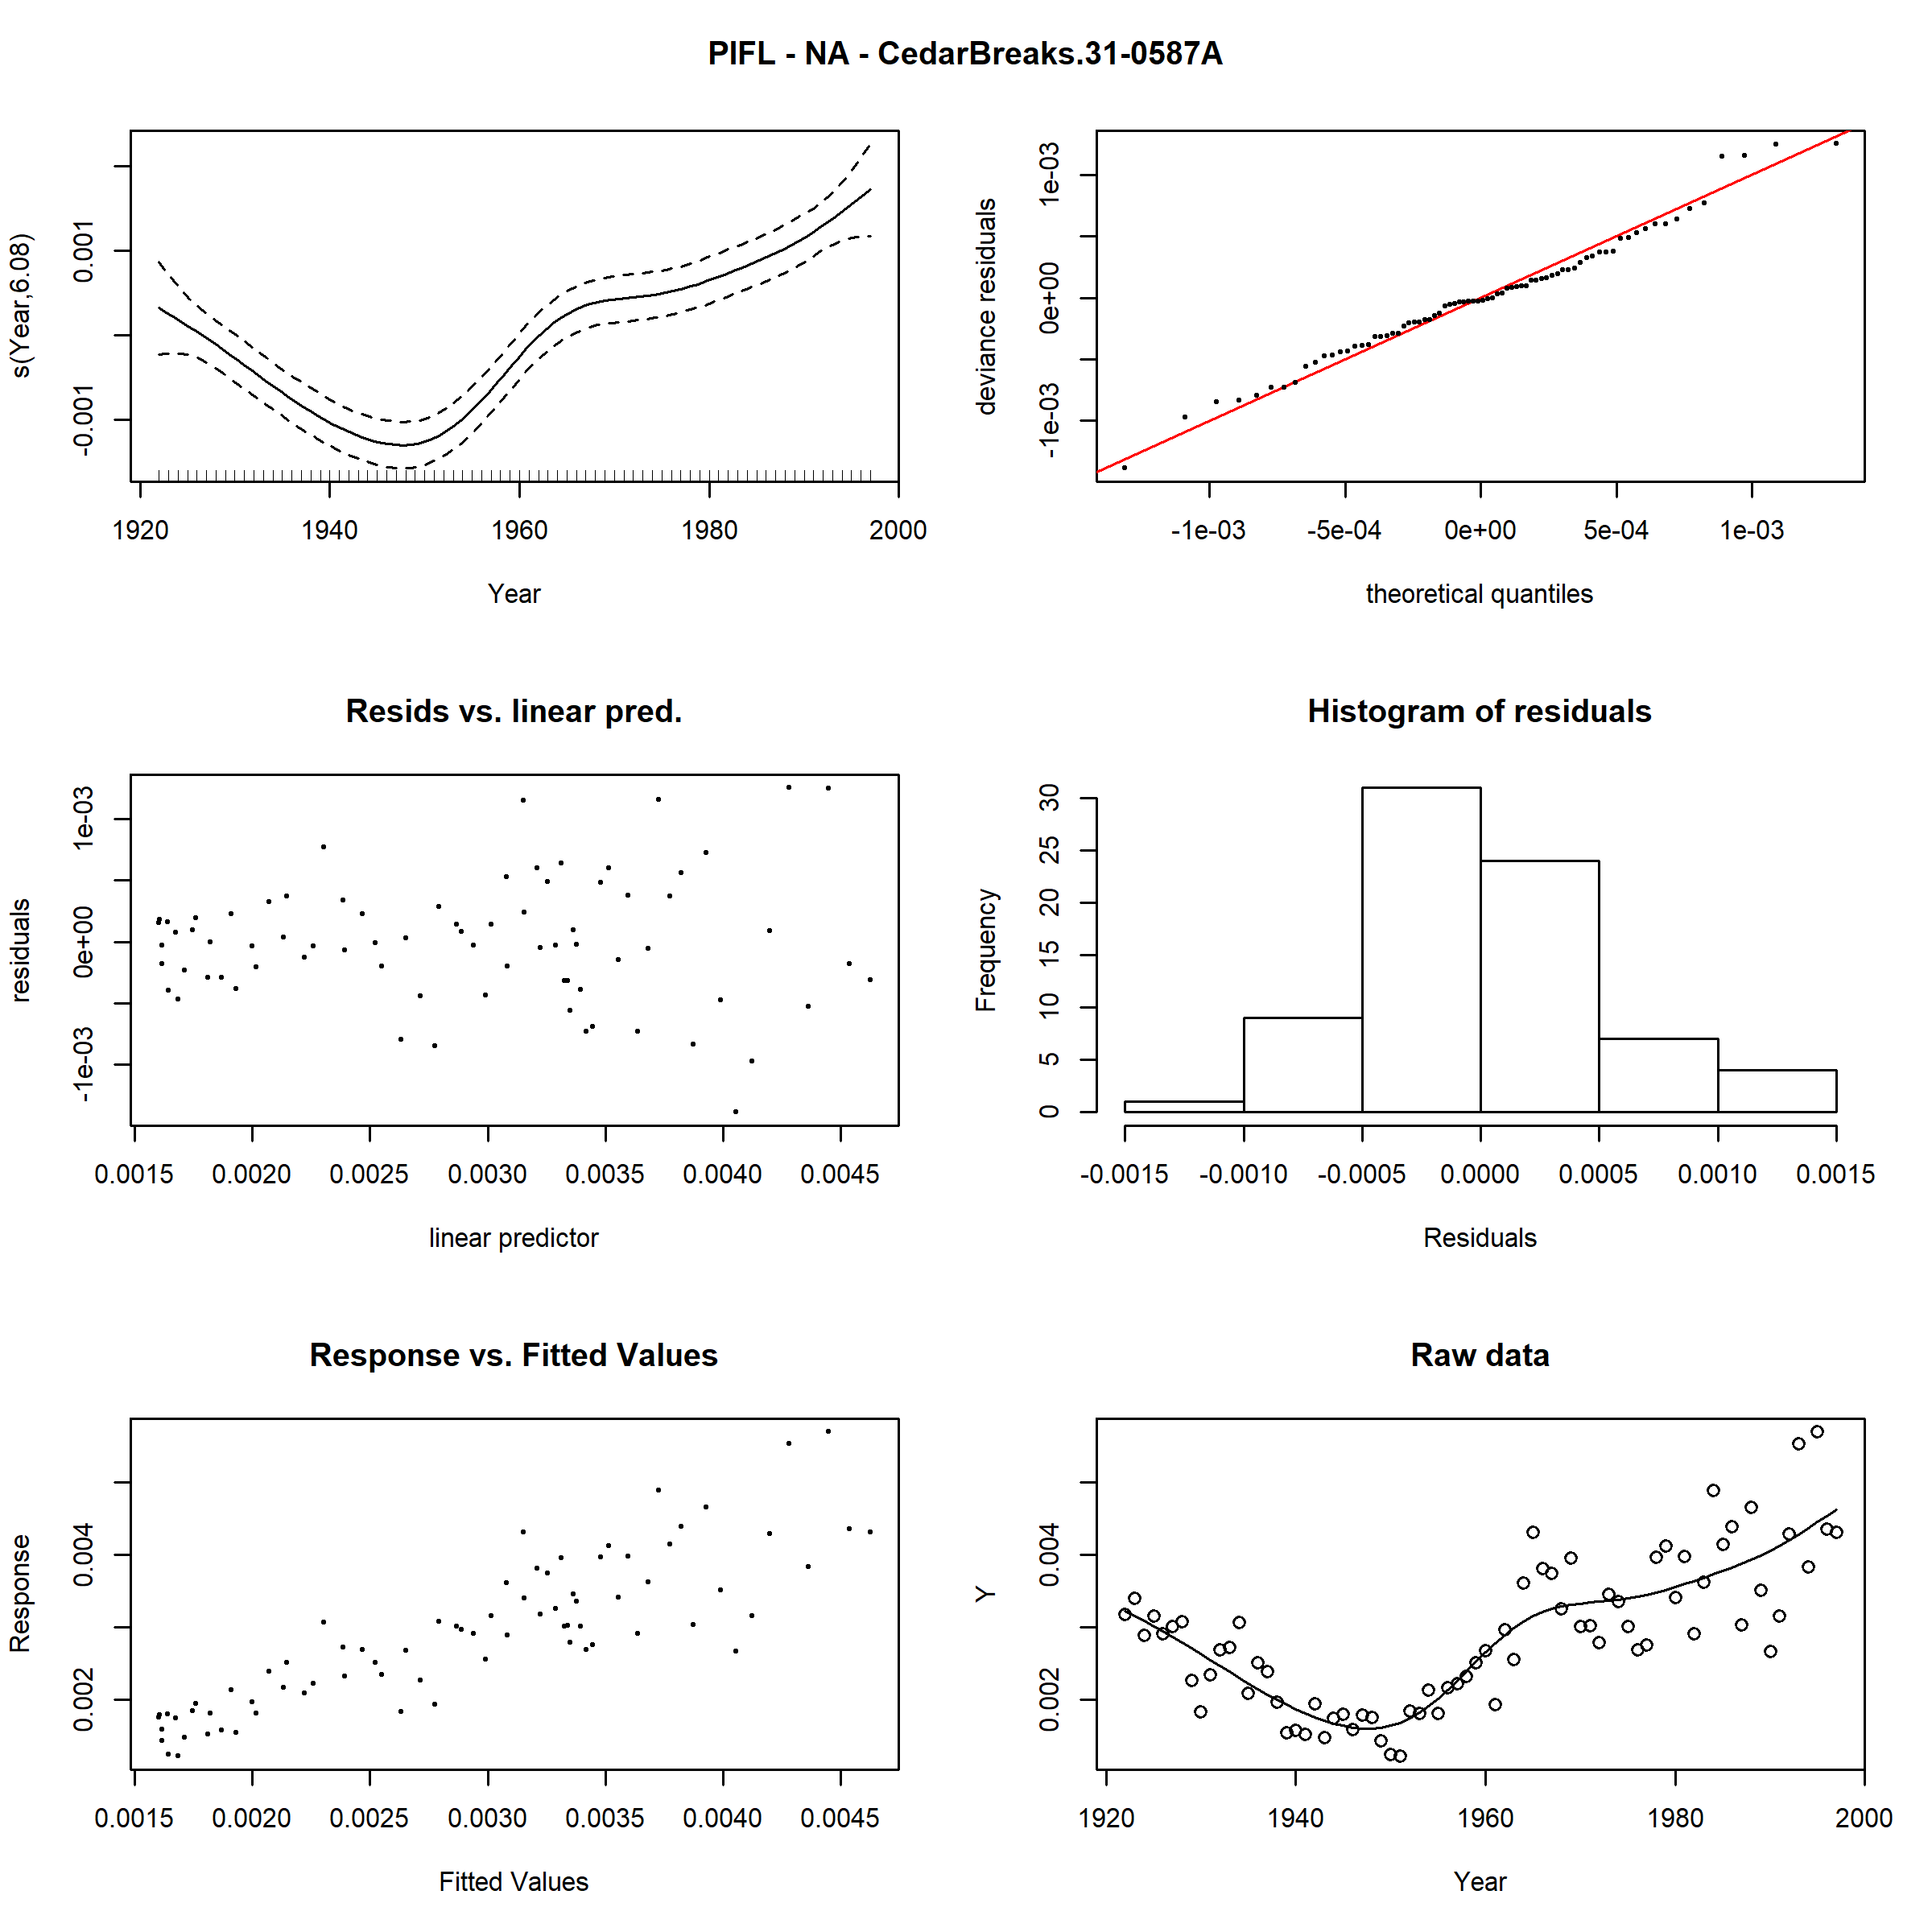 PIFL - NA - CedarBreaks.31-0587A
s(Year,6.08)
0.001
-0.001
1920 1940 1960 1980 2000
Year
deviance residuals
1e-03
0e+00
-1e-03
-1e-03 -5e-04 0e+00 5e-04 1e-03
theoretical quantiles
Resids vs. linear pred.
residuals
1e-03
0e+00
-1e-03
0.0015 0.0020 0.0025 0.0030 0.0035 0.0040 0.0045
linear predictor
Histogram of residuals
Frequency
30
25
20
15
10
5
0
-0.0015 -0.0010 -0.0005 0.0000 0.0005 0.0010 0.0015
Residuals
Response vs. Fitted Values
Response
0.004
0.002
0.0015 0.0020 0.0025 0.0030 0.0035 0.0040 0.0045
Fitted Values
Raw data
Y
0.004
0.002
1920 1940 1960 1980 2000
Year